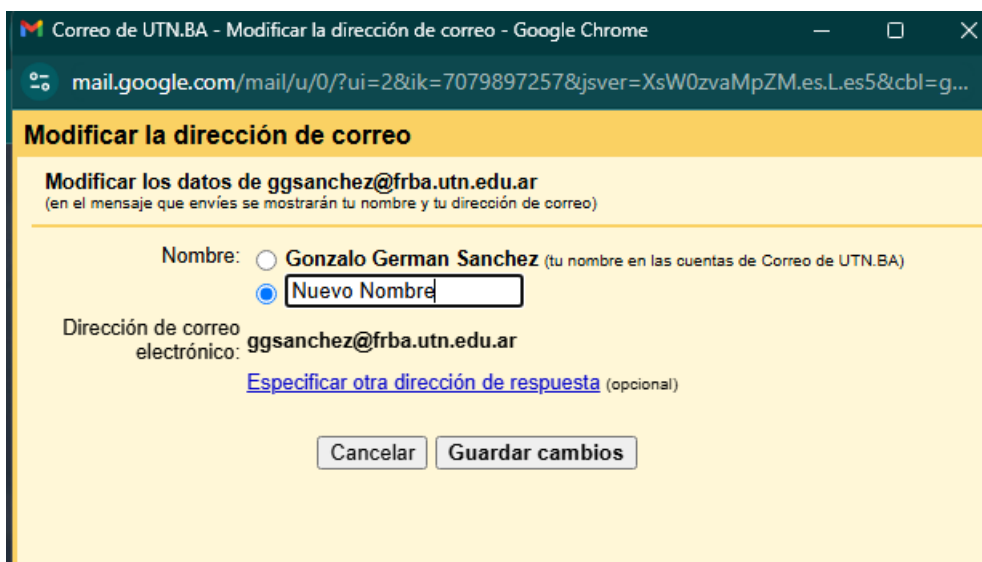 Correo de UTN.BA - Modificar la dirección de correo - Google Chrome
mail.google.com/mail/u/0/?ui=2&ik=7079897257&jsver=XsW0zvaMpZM.es.I.es5&cbl=g...
Modificar la dirección de correo
Modificar los datos de ggsanchez@frba.utn.edu.ar
(en el mensaje que envíes se mostrarán tu nombre y tu dirección de correo)
Nombre: Gonzalo German Sanchez (tu nombre en las cuentas de Correo de UTN.BA)
Nuevo Nombre
Dirección de correo
electrónico: ggsanchez@frba.utn.edu.ar
Especificar otra dirección de respuesta (opcional)
Cancelar Guardar cambios